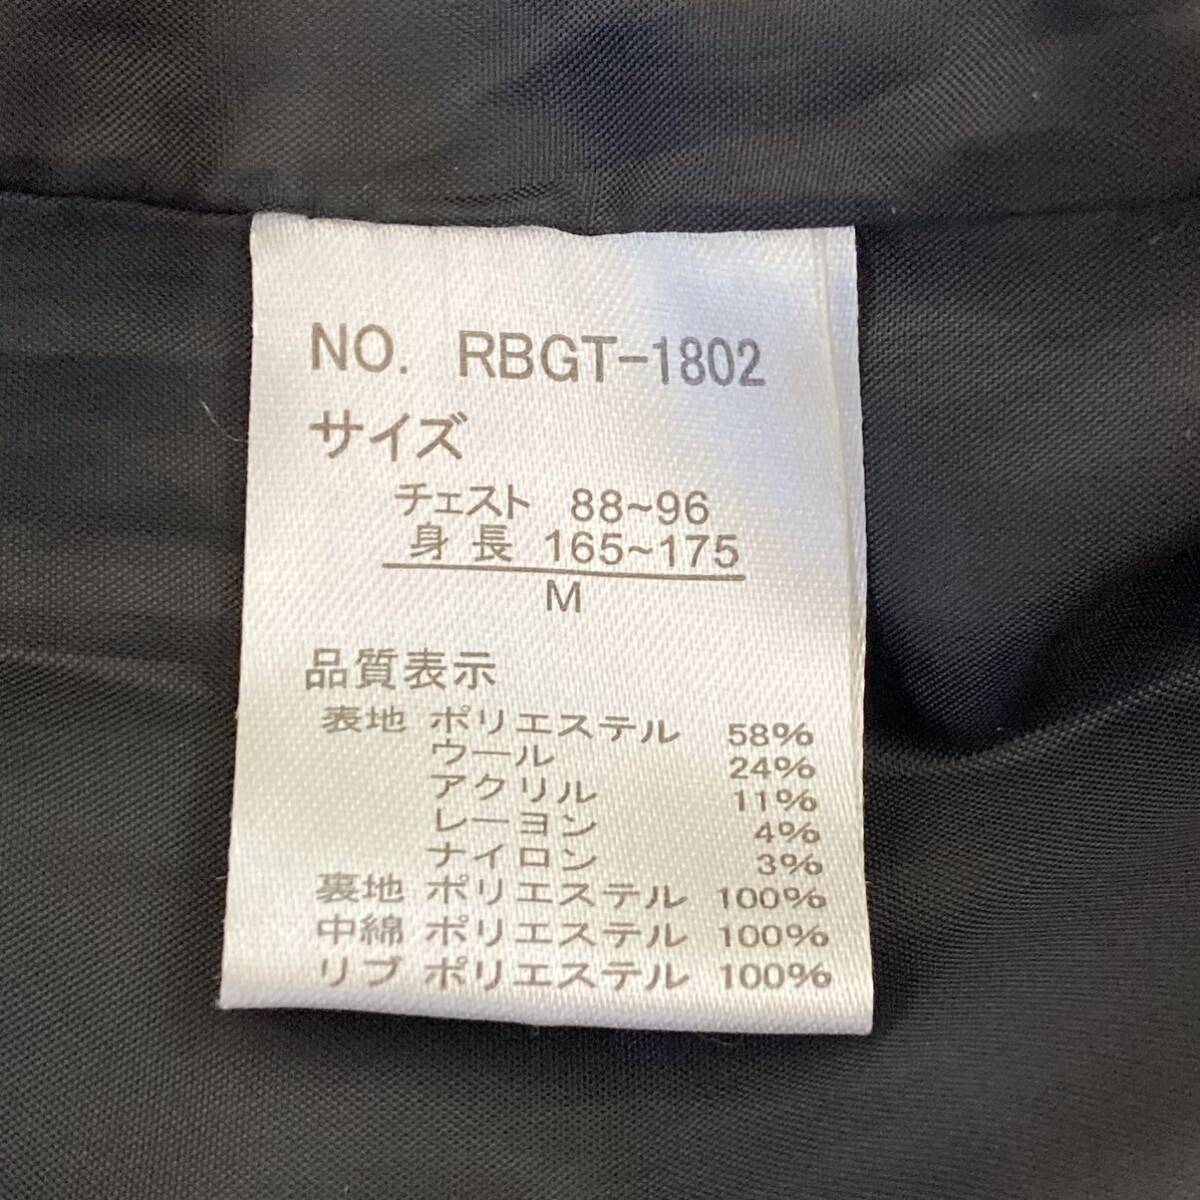 NO. RBGT-1802
サイズ
チェスト 88~96
身長 165~175
M
品質表示
表地 ポリエステル 58%
ウール 24%
アクリル 11%
レーヨン 4%
ナイロン 3%
裏地 ポリエステル 100%
中綿 ポリエステル 100%
リブ ポリエステル 100%